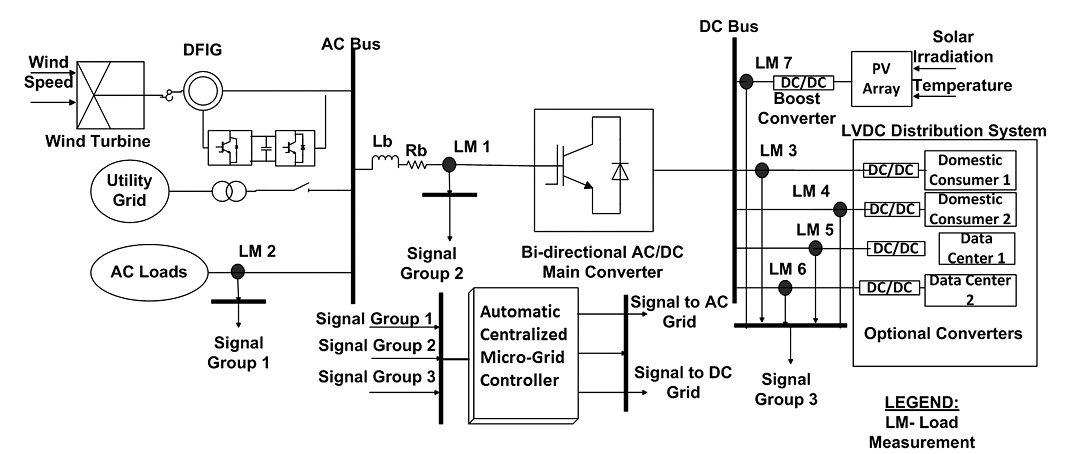 DC Bus
Solar
Irradiation
DFIG
AC Bus
Wind
Speed
LM 7
DC/DC
PV
Array
Temperature
Boost
Converter
Wind Turbine
LVDC Distribution System
Lb
Rb
LM 1
LM 3
DC/DC
Domestic
Consumer 1
Utility
Grid
LM 4
DC/DC
Domestic
Consumer 2
LM 5
DC/DC
Data
Center 1
LM 2
AC Loads
Signal
Group 2
Bi-directional AC/DC
Main Converter
LM 6
DC/DC
Data Center
2
Signal Group 1
Signal Group 2
Signal Group 3
Automatic
Centralized
Micro-Grid
Controller
Signal to AC
Grid
Signal to DC
Grid
Optional Converters
Signal
Group 1
Signal
Group 3
LEGEND:
LM- Load
Measurement